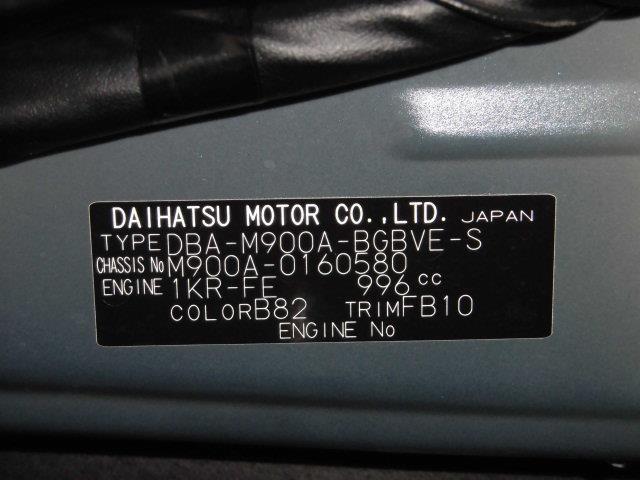 DAIHATSU MOTOR CO.,LTD. JAPAN
TYPE DBA-M900A-BGBVE-S
CHASSIS No M900A-0160580
ENGINE 1KR-FE 996 cc
COLOR B82 TRIM FB10
ENGINE No